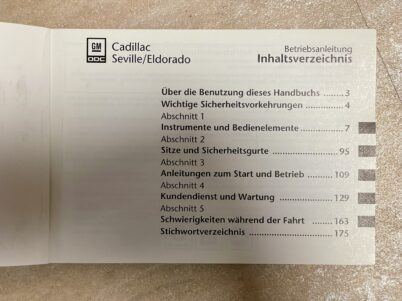 GM
ODC
Cadillac
Seville/Eldorado
Betriebsanleitung
Inhaltsverzeichnis
Über die Benutzung dieses Handbuchs ....... 3
Wichtige Sicherheitsvorkehrungen ............. 4
Abschnitt 1
Instrumente und Bedienelemente ............... 7
Abschnitt 2
Sitze und Sicherheitsgurte ........................ 95
Abschnitt 3
Anleitungen zum Start und Betrieb .......... 109
Abschnitt 4
Kundendienst und Wartung .................... 129
Abschnitt 5
Schwierigkeiten während der Fahrt ......... 163
Stichwortverzeichnis ............................ 175